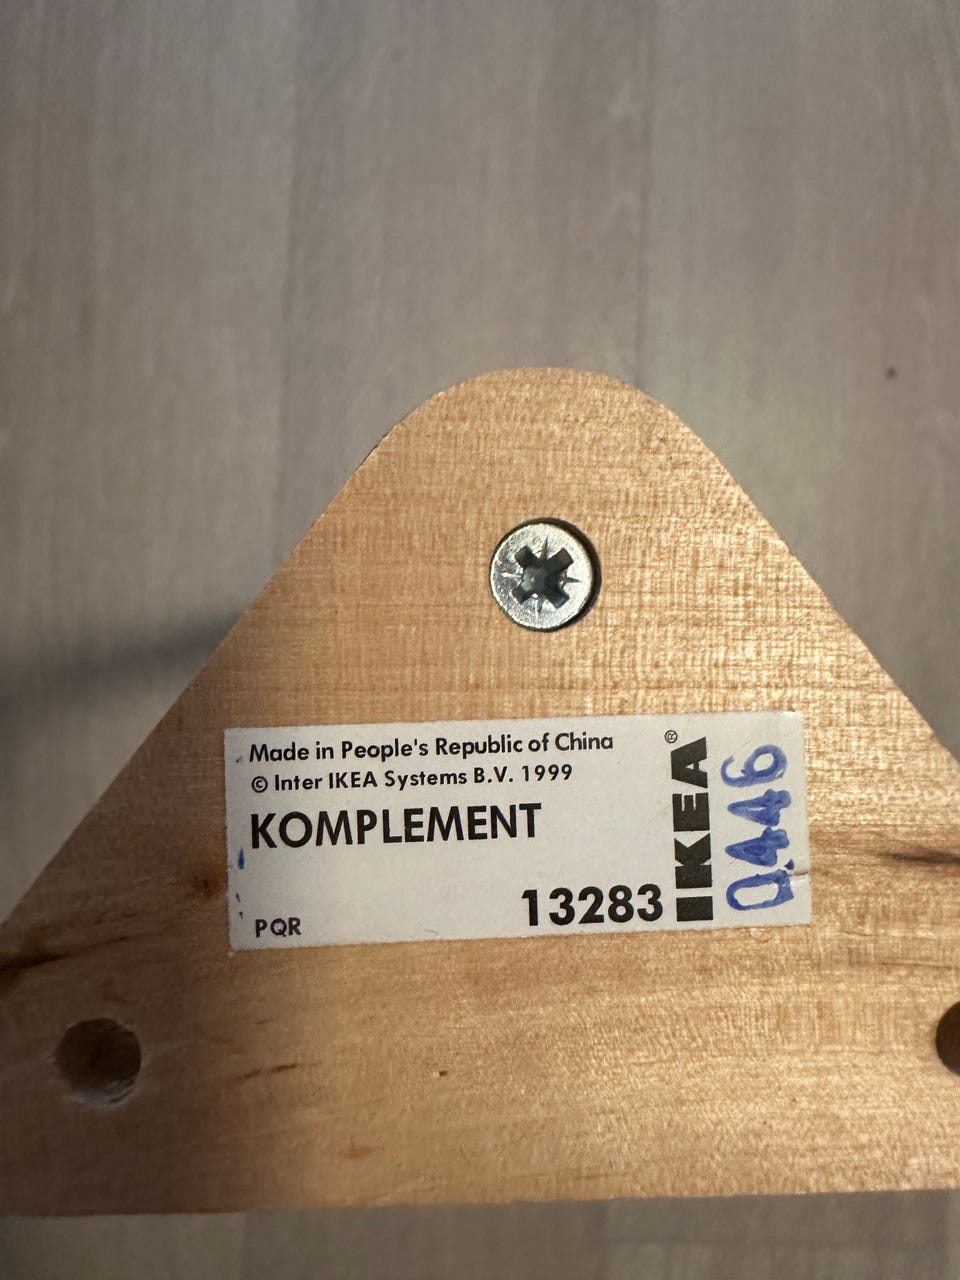 Made in People's Republic of China
© Inter IKEA Systems B.V. 1999
KOMPLEMENT
13283
PQR
IKEA®
0446